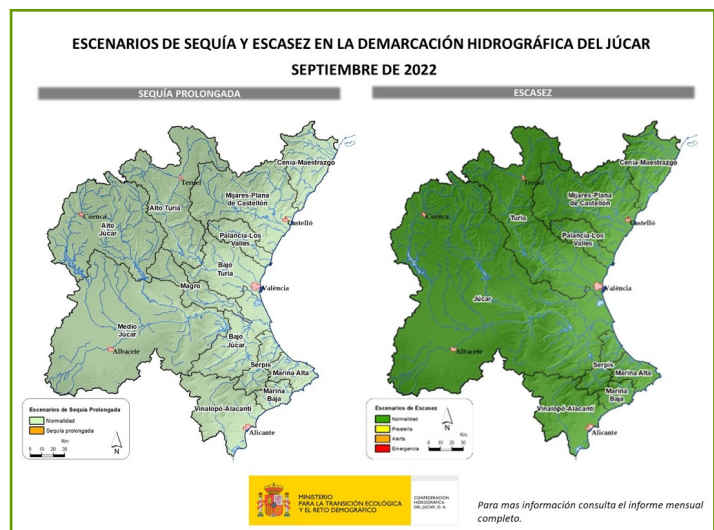 ESCENARIOS DE SEQUÍA Y ESCASEZ EN LA DEMARCACIÓN HIDROGRÁFICA DEL JÚCAR
SEPTIEMBRE DE 2022
SEQUÍA PROLONGADA
Cenia-Maestrazgo
Teruel
Mijares-Plana
de Castellón
Alto Turia
Cuenca
Castelló
Alto
Júcar
Palancia-Los
Valles
Bajo
Turia
Magro
València
Medio
Júcar
Bajo
Júcar
Albacete
Serpis
Marina Alta
Marina
Baja
Vinalopó-Alacantí
Alicante
Escenarios de Sequía Prolongada
Normalidad
Sequía prolongada
Km
0 10 20 30
N
ESCASEZ
Cenia-Maestrazgo
Teruel
Mijares-Plana
de Castellón
Cuenca
Turia
Castelló
Palancia-Los
Valles
València
Júcar
Albacete
Serpis
Marina Alta
Marina
Baja
Vinalopó-Alacantí
Alicante
Escenarios de Escasez
Normalidad
Prealerta
Alerta
Emergencia
N
Km
0 10 20 30
MINISTERIO
PARA LA TRANSICIÓN ECOLÓGICA
Y EL RETO DEMOGRÁFICO
CONFEDERACIÓN
HIDROGRÁFICA
DEL JÚCAR, O. A.
Para mas información consulta el informe mensual
completo.